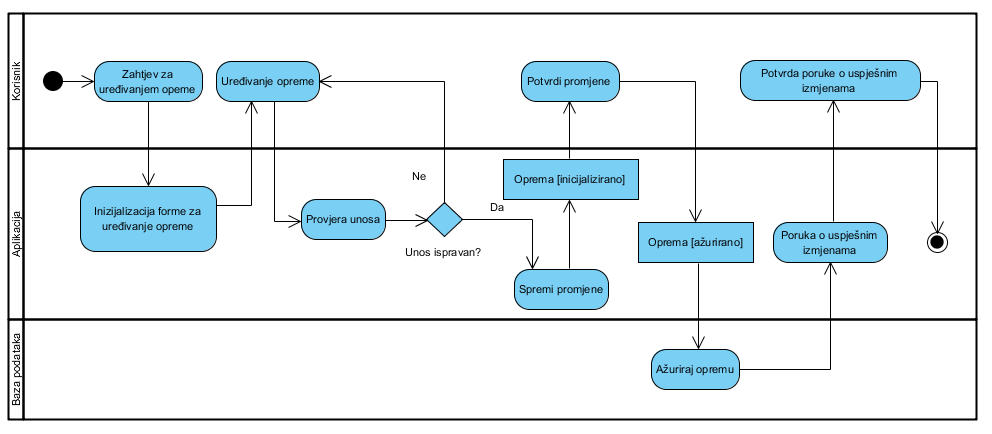 Korisnik
Zahtjev za
uređivanjem opeme
Uređivanje opreme
Potvrdi promjene
Potvrda poruke o uspješnim
izmjenama
Aplikacija
Inizijalizacija forme za
uređivanje opreme
Provjera unosa
Ne
Da
Unos ispravan?
Oprema [inicijalizirano]
Spremi promjene
Oprema [ažurirano]
Poruka o uspješnim
izmjenama
Baza podataka
Ažuriraj opremu